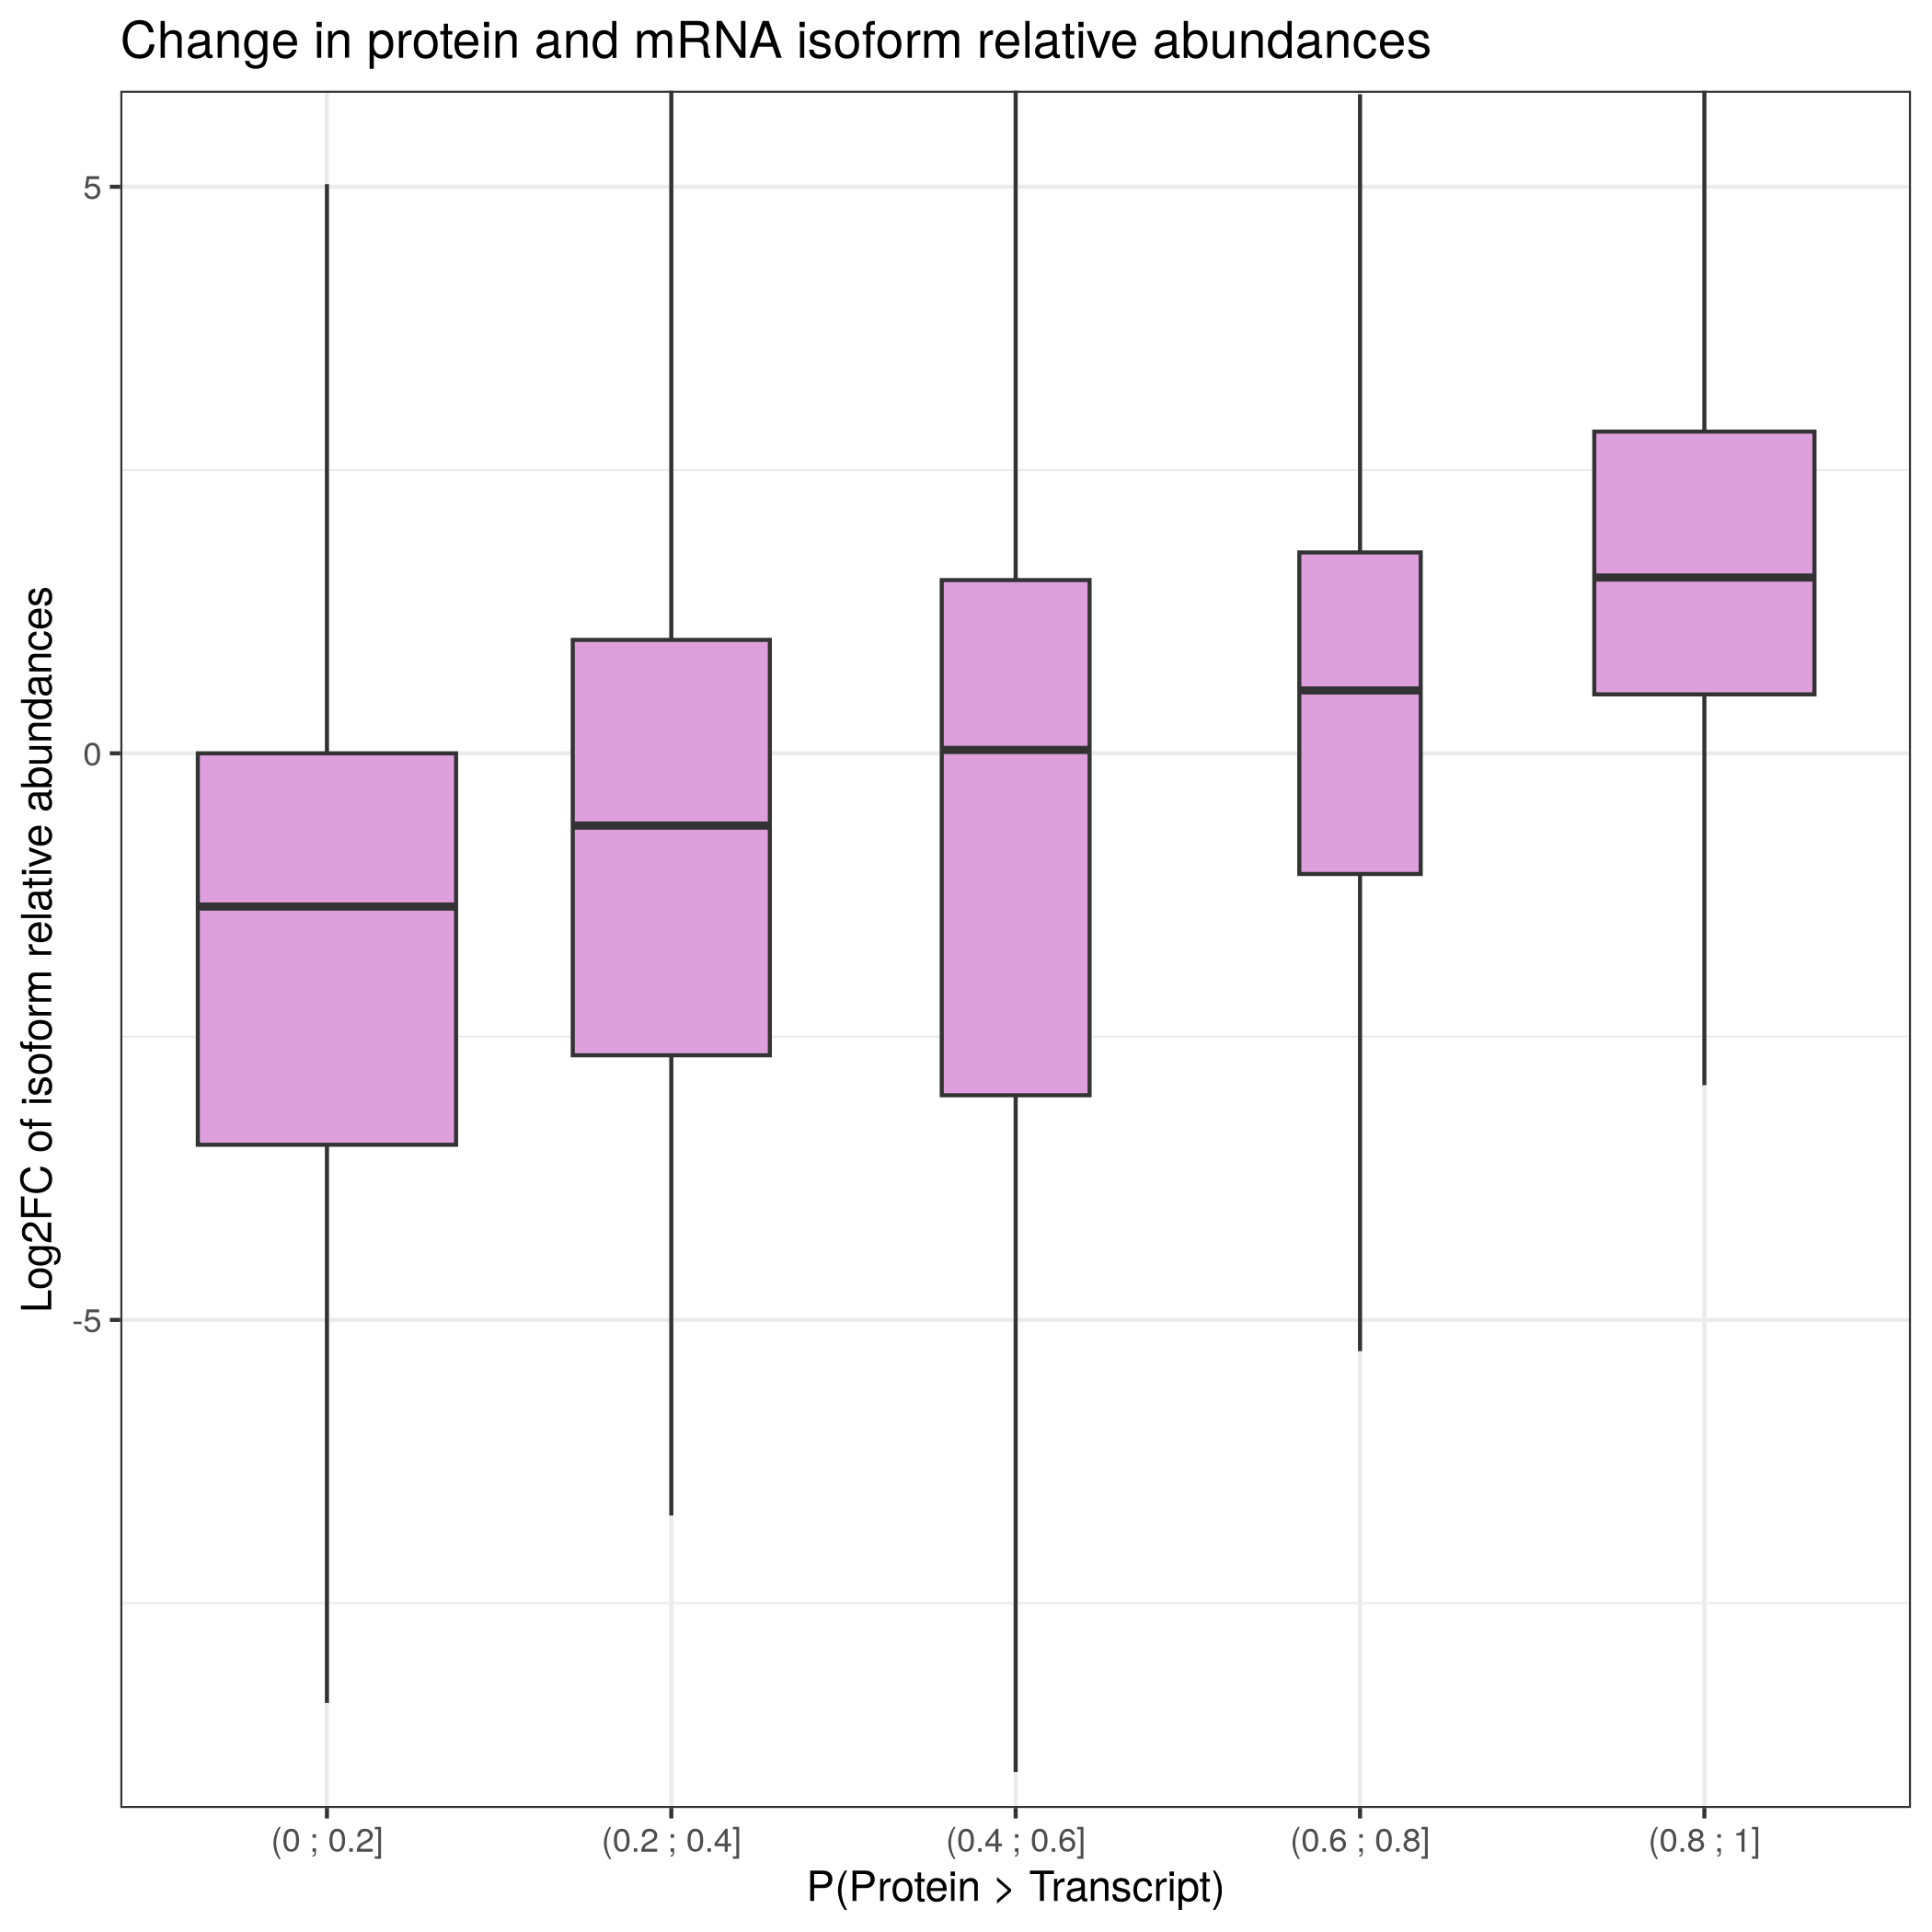 Change in protein and mRNA isoform relative abundances
Log2FC of isoform relative abundances
5
0
-5
(0 ; 0.2]
(0.2 ; 0.4]
(0.4 ; 0.6]
(0.6 ; 0.8]
(0.8 ; 1]
P(Protein > Transcript)